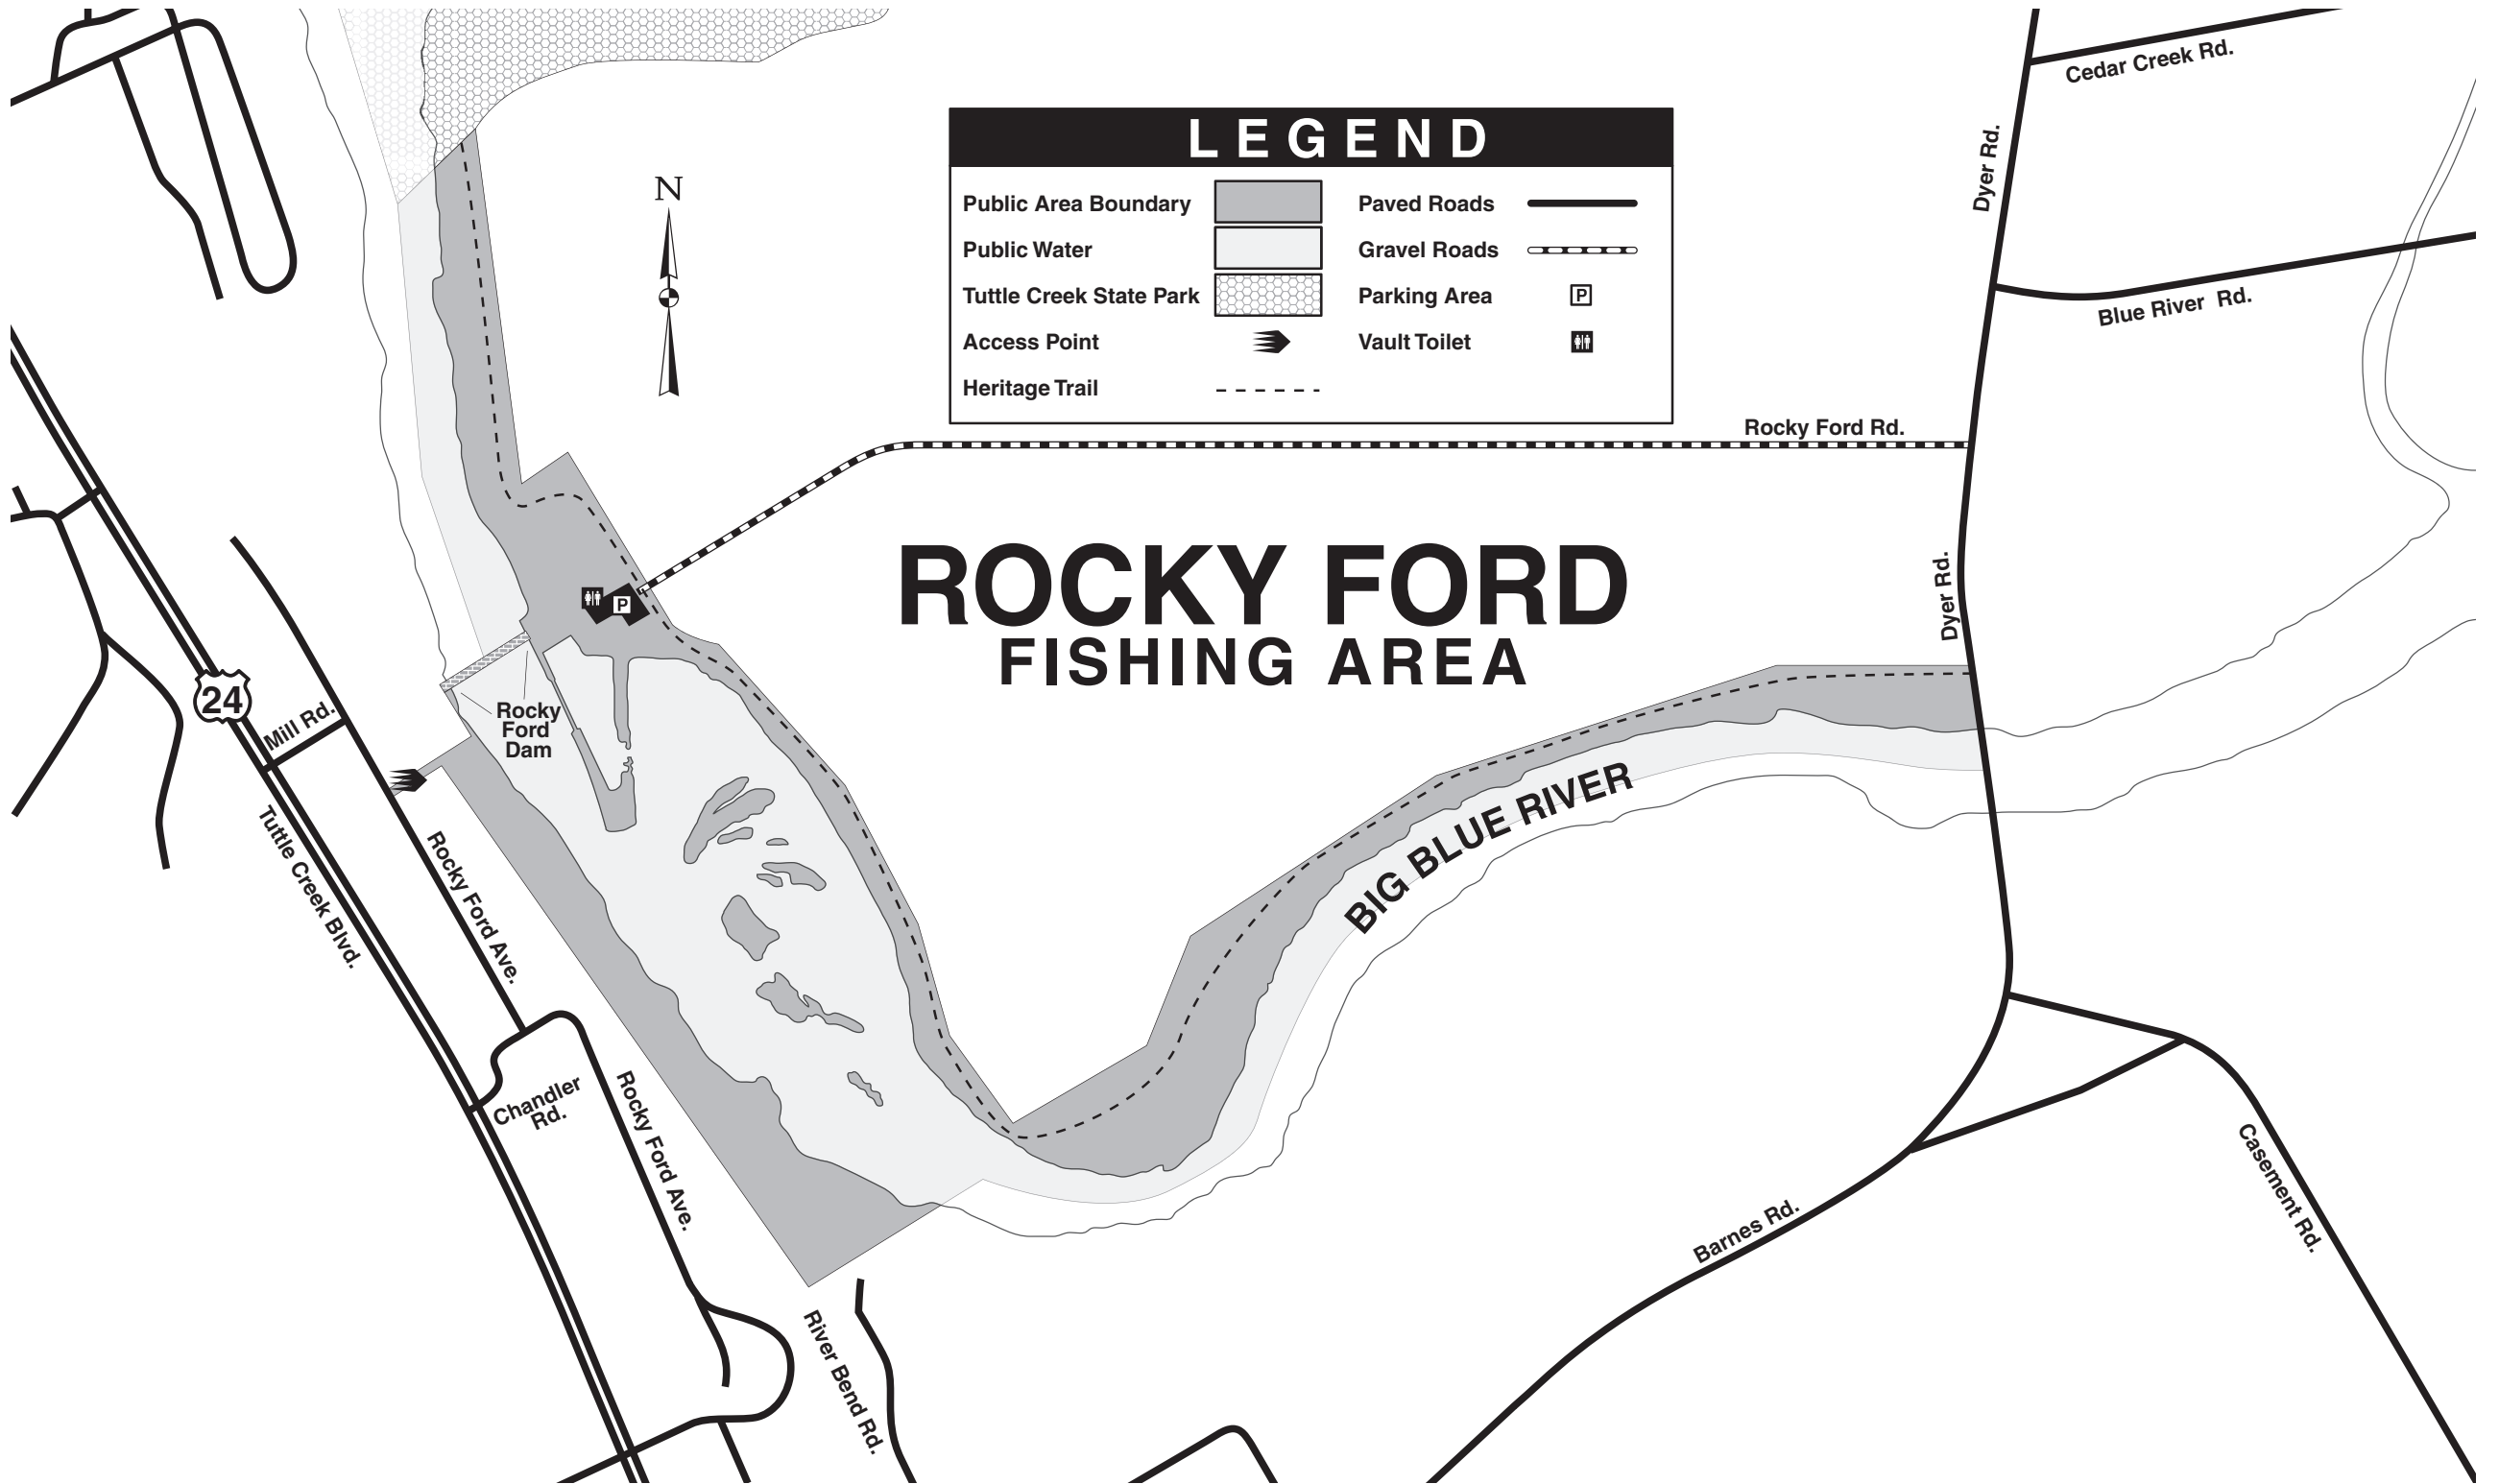 Cedar Creek Rd.
LEGEND
Dyer Rd.
N
Public Area Boundary
Paved Roads
Public Water
Gravel Roads
Tuttle Creek State Park
Parking Area
P
Access Point
Vault Toilet
Heritage Trail
Blue River Rd.
Rocky Ford Rd.
ROCKY FORD
FISHING AREA
Dyer Rd.
P
24
Mill Rd.
Rocky
Ford
Dam
BIG BLUE RIVER
Tuttle Creek Blvd.
Rocky Ford Ave.
Chandler
Rd.
Rocky Ford Ave.
Casement Rd.
Barnes Rd.
River Bend Rd.